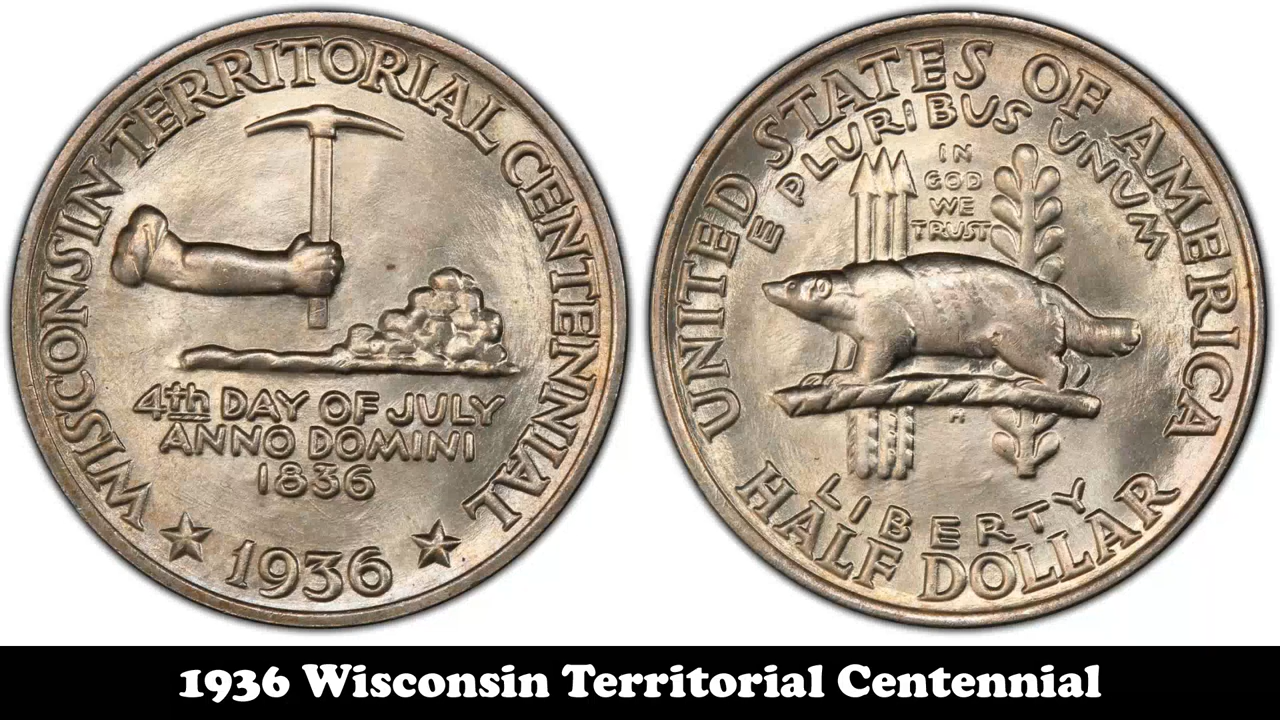 WISCONSIN TERRITORIAL CENTENNIAL
4th DAY OF JULY
ANNO DOMINI
1836
★ 1936 ★
UNITED STATES OF AMERICA
E PLURIBUS UNUM
IN
GOD
WE
TRUST
H
LIBERTY
HALF DOLLAR
1936 Wisconsin Territorial Centennial